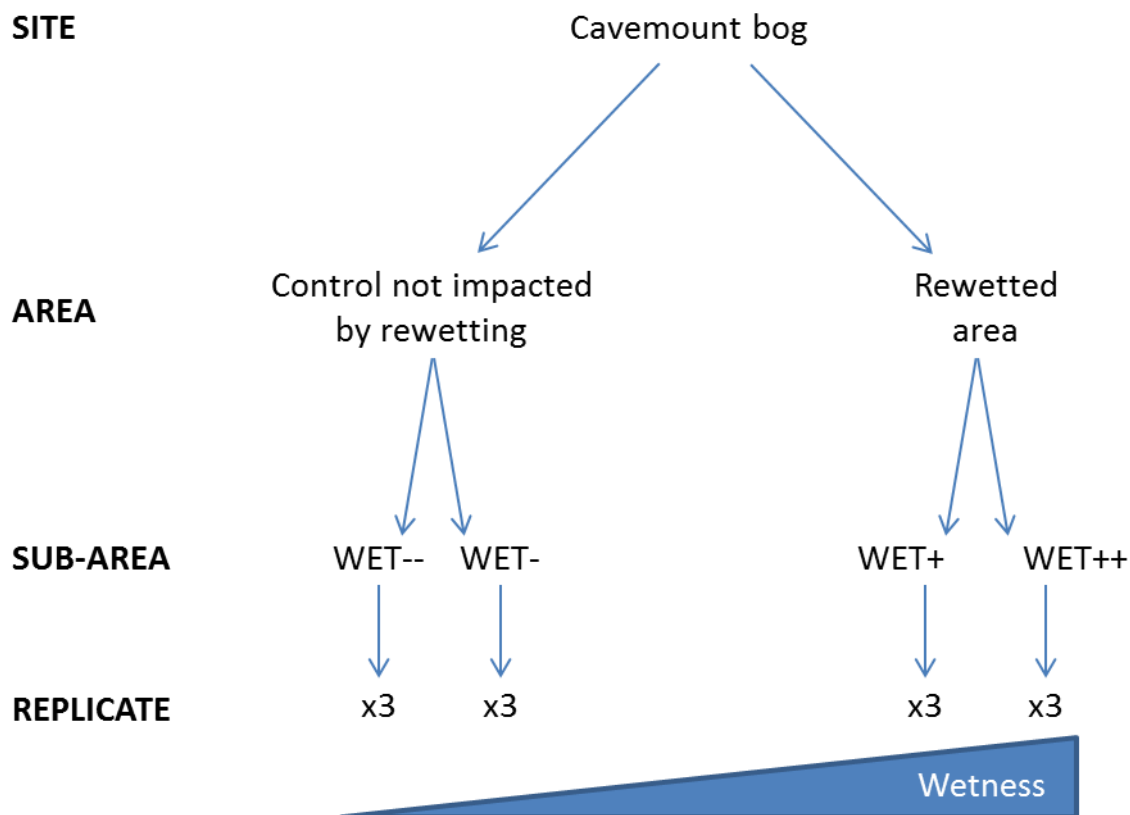 SITE
Cavemount bog
AREA
Control not impacted
by rewetting
Rewetted
area
SUB-AREA
WET--
WET-
WET+
WET++
REPLICATE
x3
x3
x3
x3
Wetness